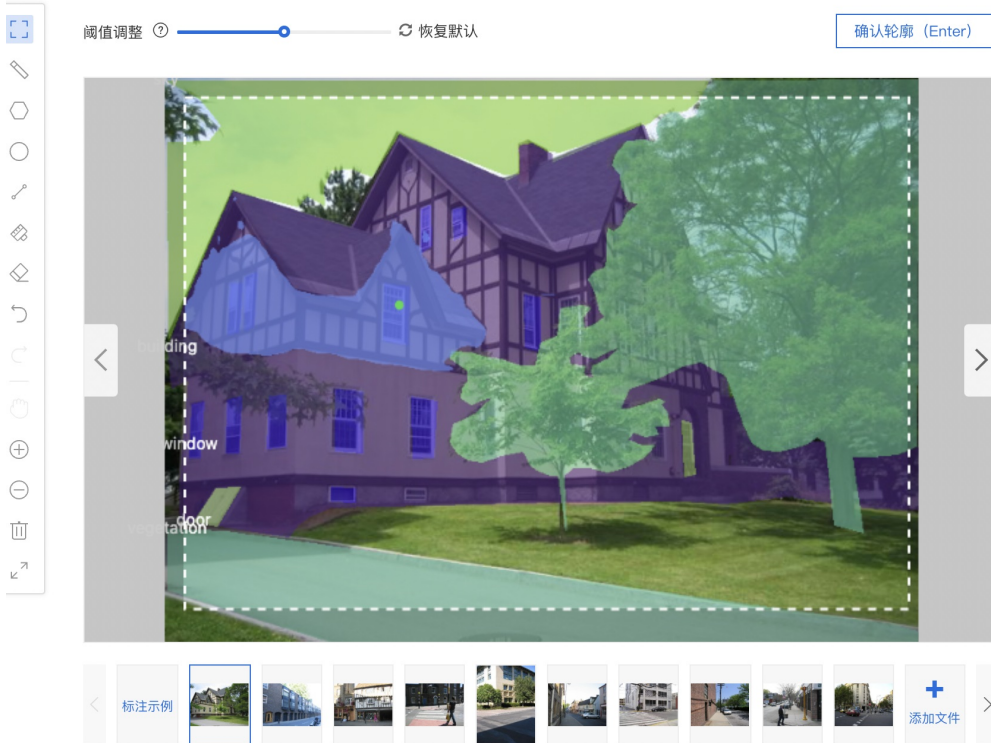 阈值调整 ? 恢复默认
确认轮廓（Enter）
building
window
door
vegetation
标注示例
添加文件